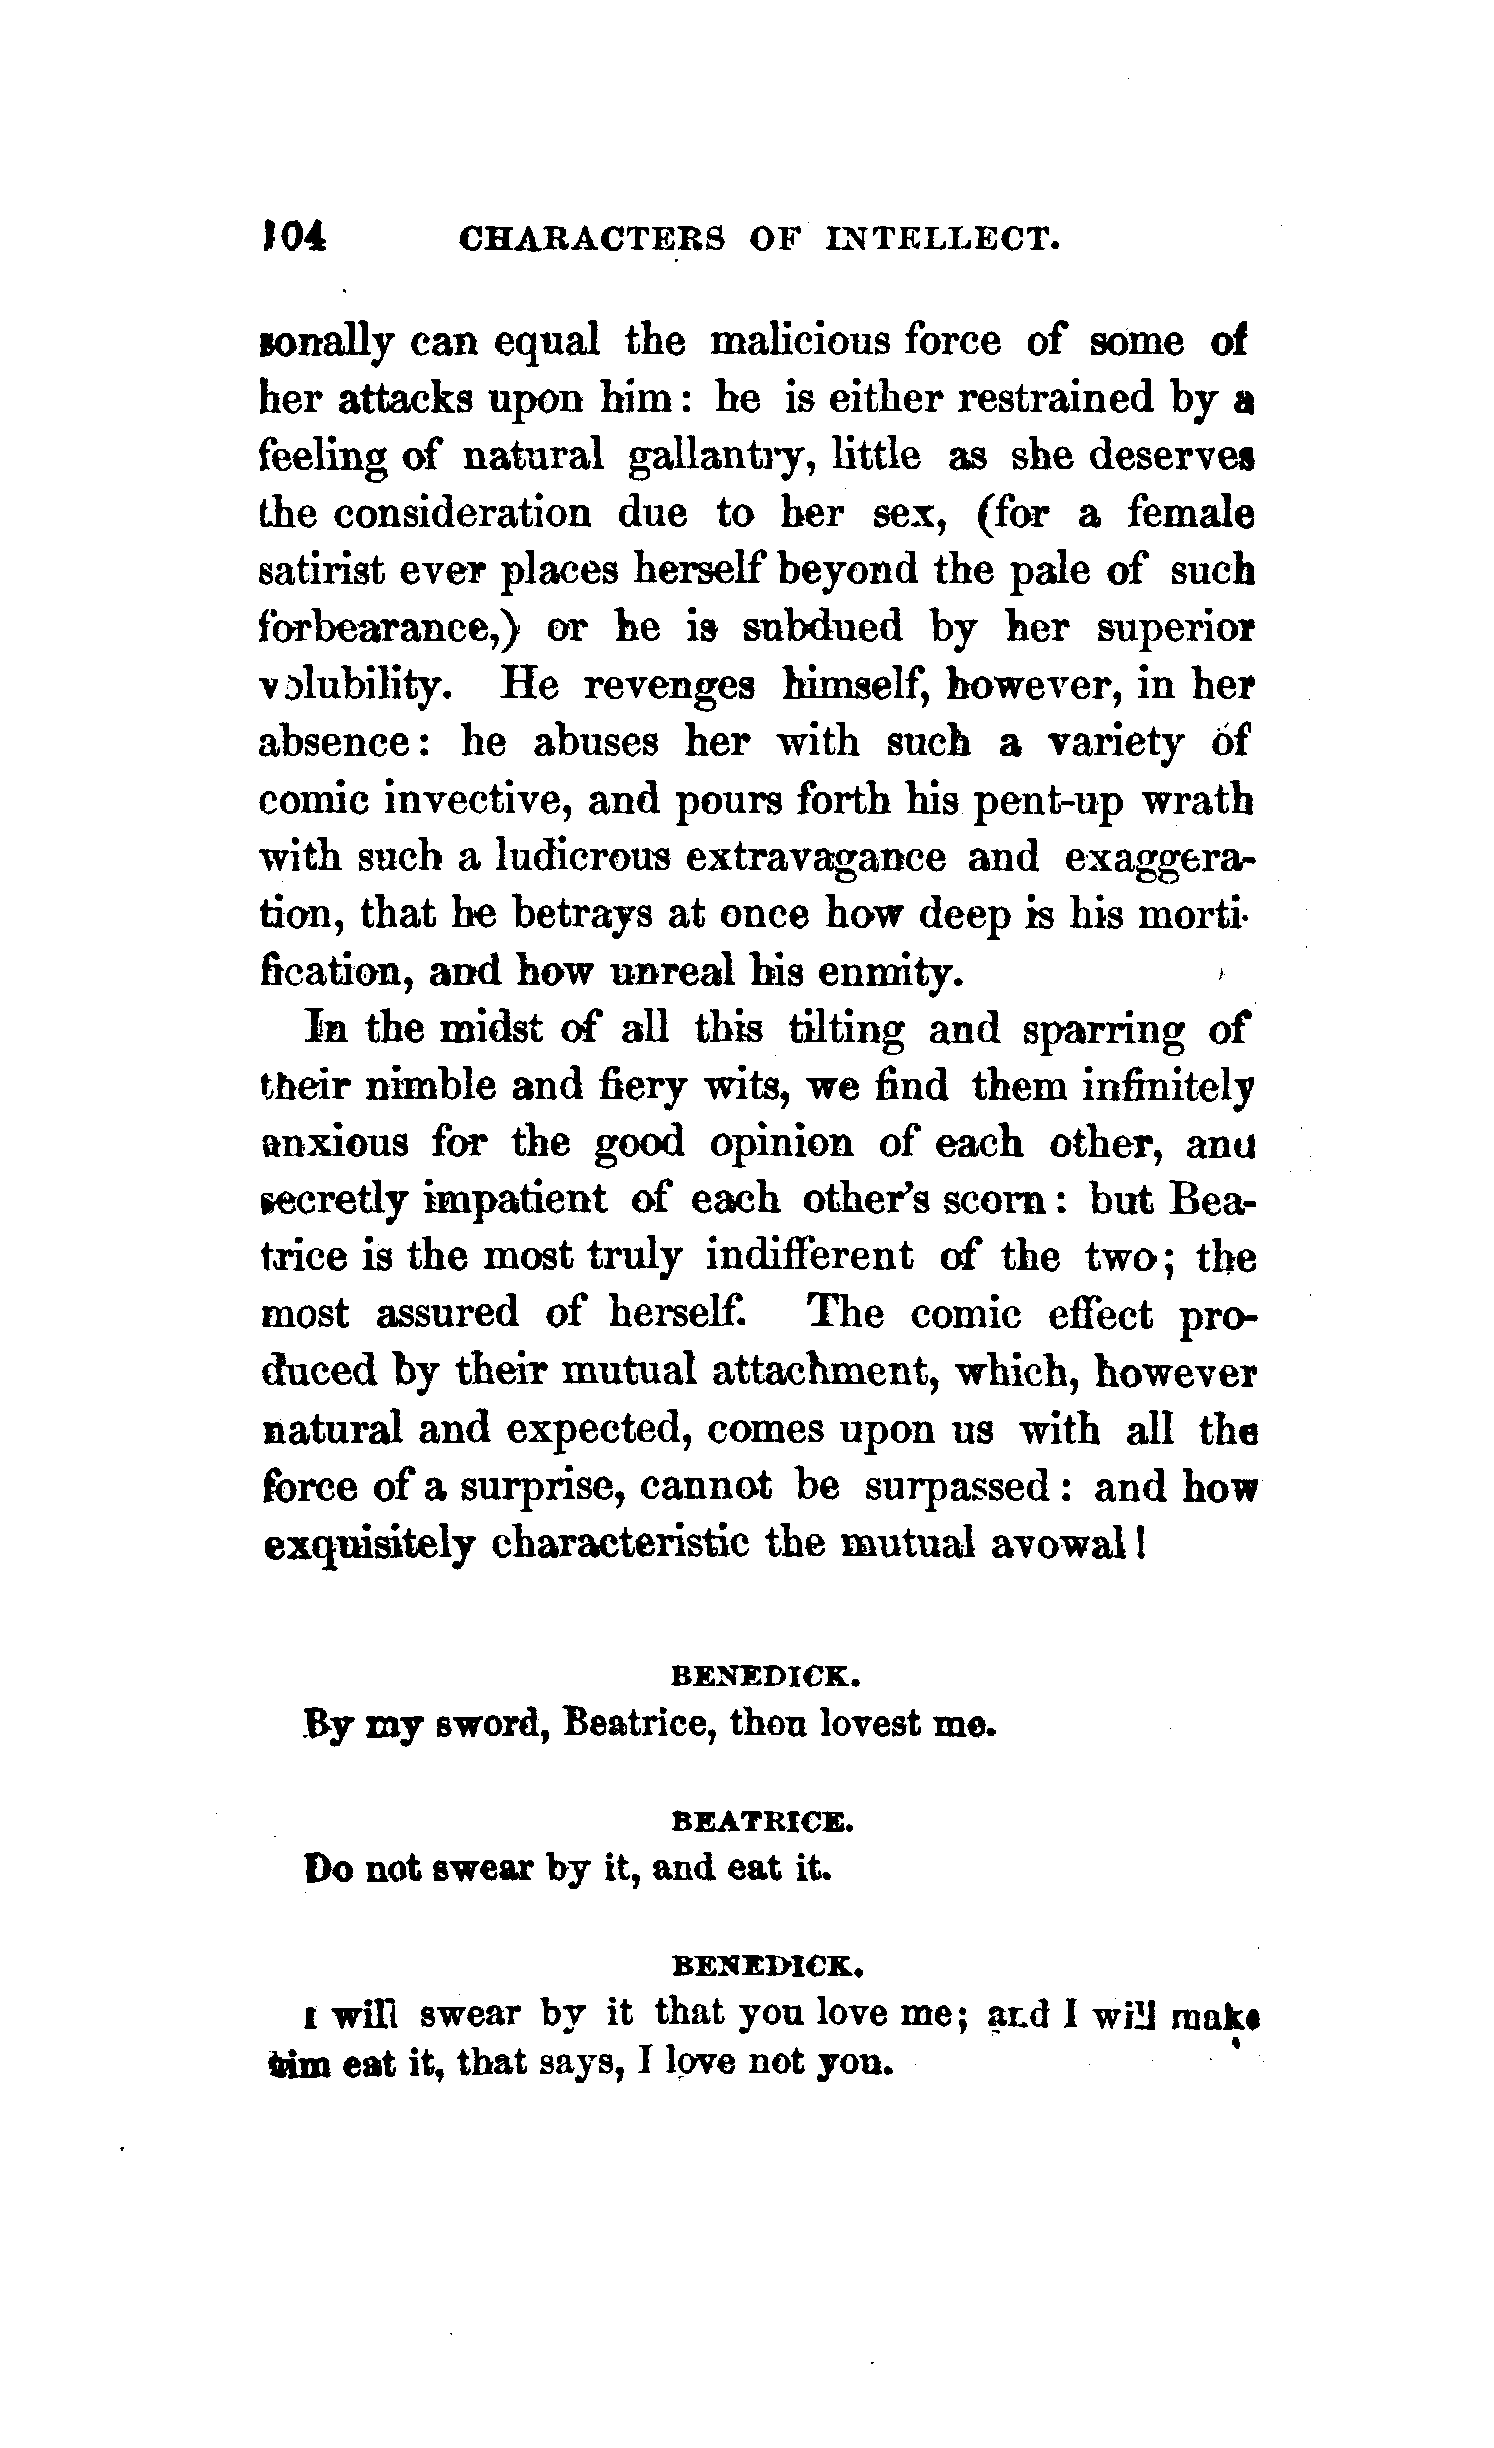 104 CHARACTERS OF INTELLECT.
sonally can equal the malicious force of some of
her attacks upon him: he is either restrained by a
feeling of natural gallantry, little as she deserves
the consideration due to her sex, (for a female
satirist ever places herself beyond the pale of such
forbearance,) or he is subdued by her superior
volubility. He revenges himself, however, in her
absence: he abuses her with such a variety of
comic invective, and pours forth his pent-up wrath
with such a ludicrous extravagance and exaggera-
tion, that he betrays at once how deep is his morti-
fication, and how unreal his enmity.
In the midst of all this tilting and sparring of
their nimble and fiery wits, we find them infinitely
anxious for the good opinion of each other, and
secretly impatient of each other's scorn: but Bea-
trice is the most truly indifferent of the two; the
most assured of herself. The comic effect pro-
duced by their mutual attachment, which, however
natural and expected, comes upon us with all the
force of a surprise, cannot be surpassed: and how
exquisitely characteristic the mutual avowal!
BENEDICK.
By my sword, Beatrice, thou lovest me.
BEATRICE.
Do not swear by it, and eat it.
BENEDICK.
I will swear by it that you love me; and I will make
him eat it, that says, I love not you.